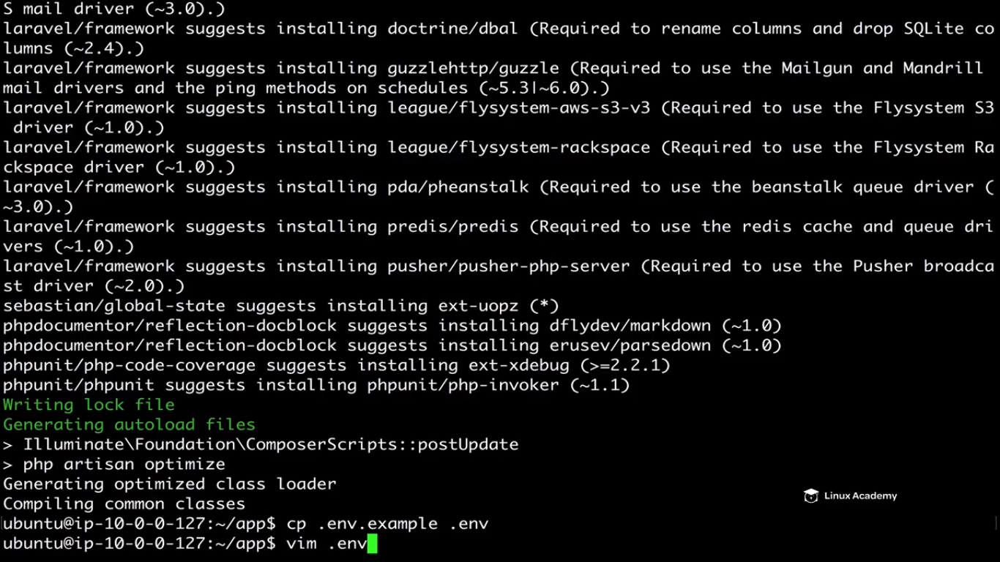 S mail driver (~3.0).)
laravel/framework suggests installing doctrine/dbal (Required to rename columns and drop SQLite co
lumns (~2.4).)
laravel/framework suggests installing guzzlehttp/guzzle (Required to use the Mailgun and Mandrill
mail drivers and the ping methods on schedules (~5.3|~6.0).)
laravel/framework suggests installing league/flysystem-aws-s3-v3 (Required to use the Flysystem S3
 driver (~1.0).)
laravel/framework suggests installing league/flysystem-rackspace (Required to use the Flysystem Ra
ckspace driver (~1.0).)
laravel/framework suggests installing pda/pheanstalk (Required to use the beanstalk queue driver (
~3.0).)
laravel/framework suggests installing predis/predis (Required to use the redis cache and queue dri
vers (~1.0).)
laravel/framework suggests installing pusher/pusher-php-server (Required to use the Pusher broadca
st driver (~2.0).)
sebastian/global-state suggests installing ext-uopz (*)
phpdocumentor/reflection-docblock suggests installing dflydev/markdown (~1.0)
phpdocumentor/reflection-docblock suggests installing erusev/parsedown (~1.0)
phpunit/php-code-coverage suggests installing ext-xdebug (>=2.2.1)
phpunit/phpunit suggests installing phpunit/php-invoker (~1.1)
Writing lock file
Generating autoload files
> Illuminate\Foundation\ComposerScripts::postUpdate
> php artisan optimize
Generating optimized class loader
Compiling common classes
Linux Academy
ubuntu@ip-10-0-0-127:~/app$ cp .env.example .env
ubuntu@ip-10-0-0-127:~/app$ vim .env